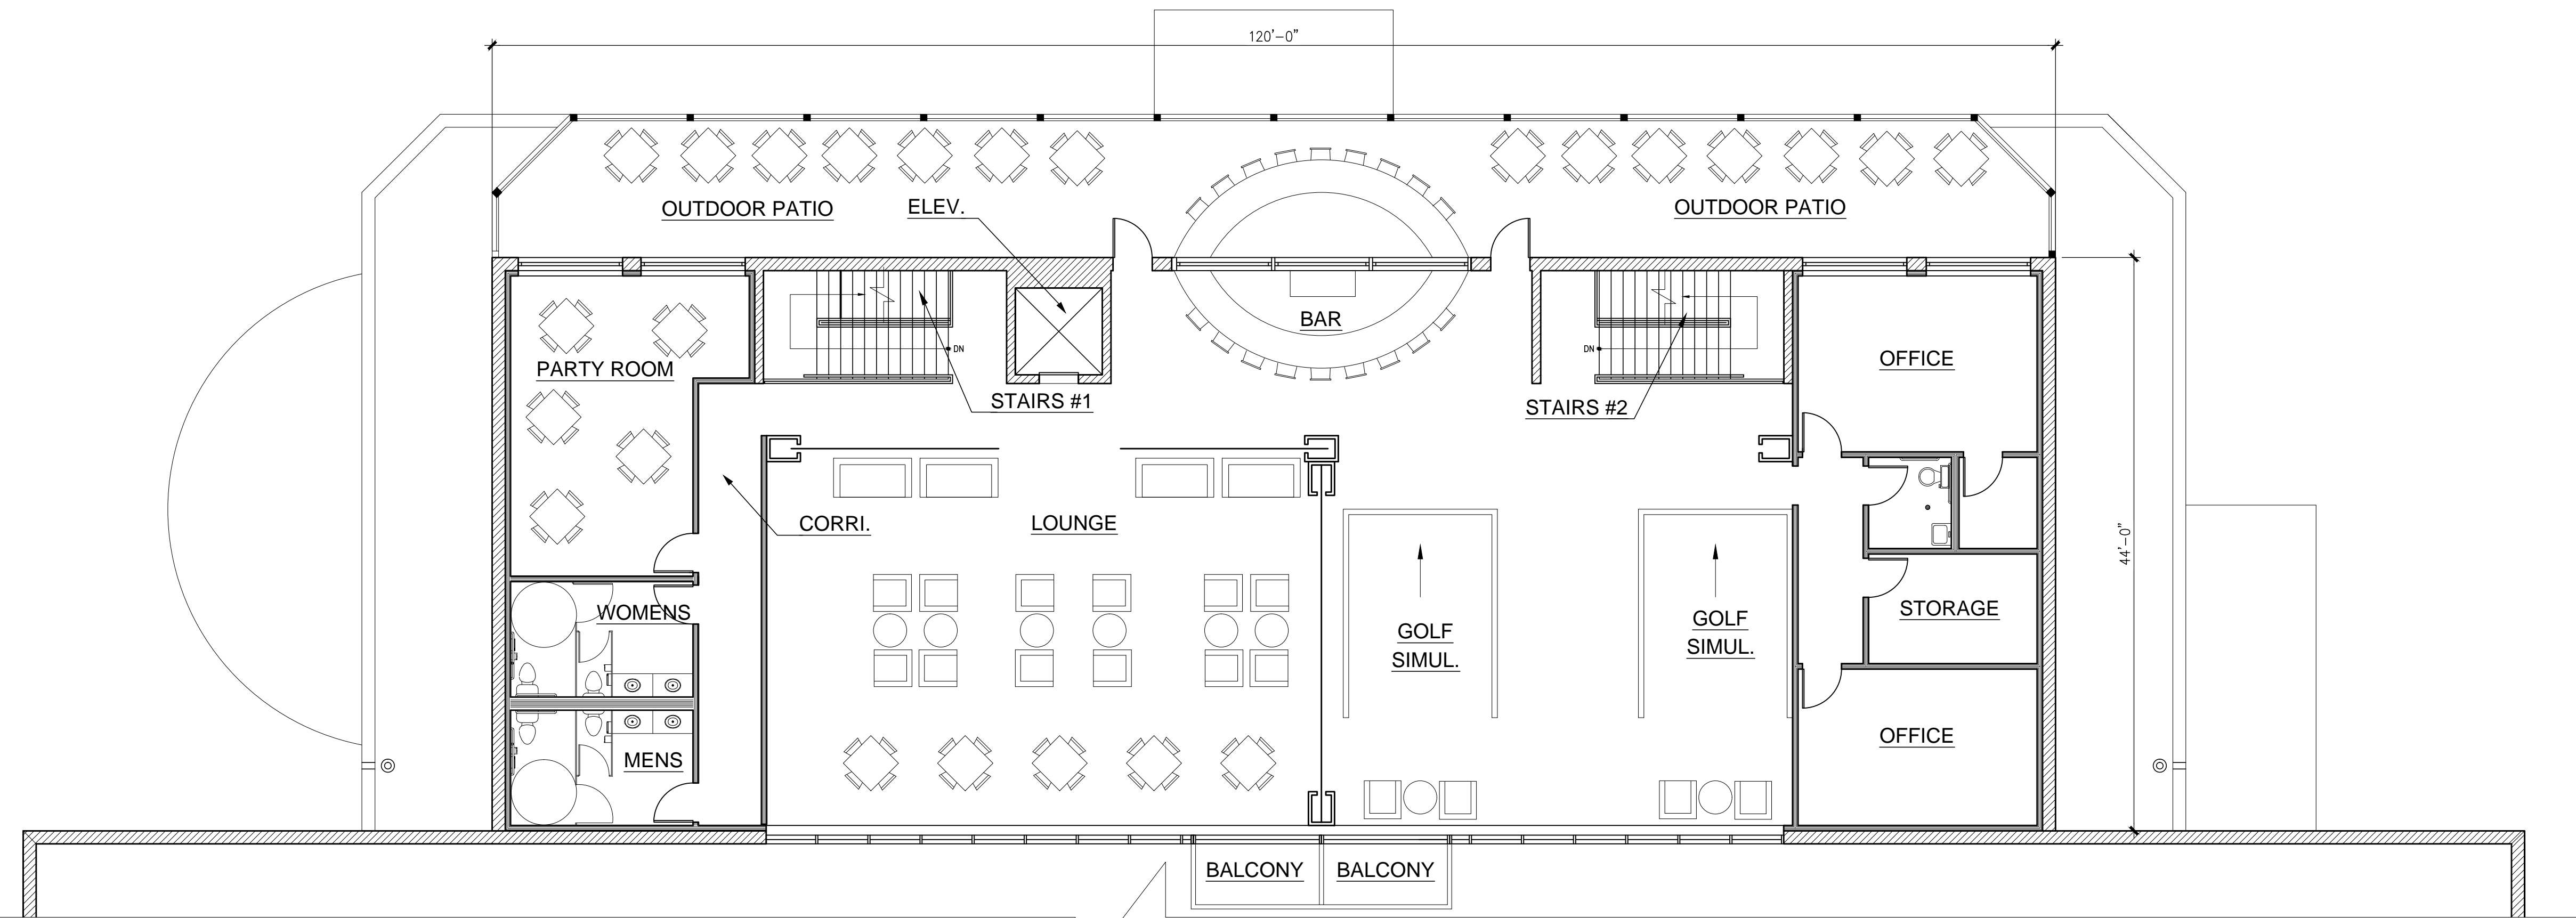 120'-0"
OUTDOOR PATIO
ELEV.
OUTDOOR PATIO
BAR
DN
DN
PARTY ROOM
OFFICE
STAIRS #1
STAIRS #2
CORRI.
LOUNGE
44'-0"
WOMENS
GOLF
SIMUL.
GOLF
SIMUL.
STORAGE
MENS
OFFICE
BALCONY
BALCONY